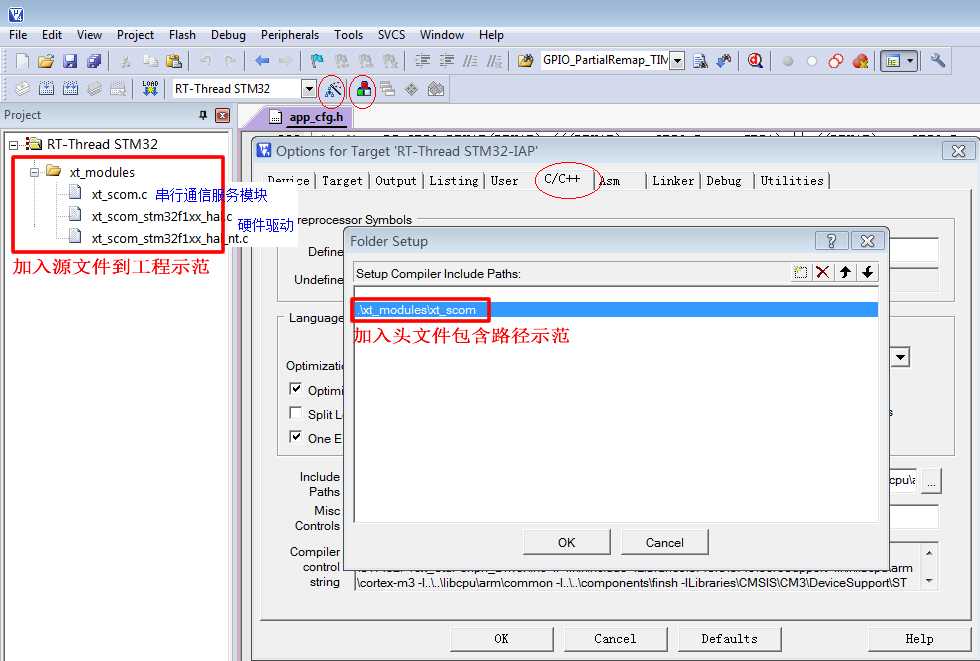 File Edit View Project Flash Debug Peripherals Tools SVCS Window Help
GPIO_PartialRemap_TIM
LOAD
RT-Thread STM32
Project
app_cfg.h
RT-Thread STM32
xt_modules
xt_scom.c 串行通信服务模块
xt_scom_stm32f1xx_hal.c 硬件驱动
xt_scom_stm32f1xx_hal_nt.c
加入源文件到工程示范
Options for Target 'RT-Thread STM32-IAP'
Device Target Output Listing User C/C++ Asm Linker Debug Utilities
reprocessor Symbols
Define
Undefine
Folder Setup
Setup Compiler Include Paths:
.\xt_modules\xt_scom
加入头文件包含路径示范
Language
Optimizatio
Optimi
Split L
One E
Include
Paths
cpu\a
...
Misc
Controls
OK Cancel
Compiler
control
string
\cortex-m3 -I..\..\libcpu\arm\common -I..\..\components\finsh -ILibraries\CMSIS\CM3\DeviceSupport\ST
OK Cancel Defaults Help